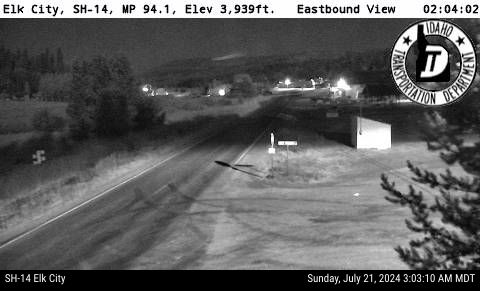 Elk City, SH-14, MP 94.1, Elev 3,939ft. Eastbound View 02:04:02
IDAHO
TRANSPORTATION DEPARTMENT
SH-14 Elk City Sunday, July 21, 2024 3:03:10 AM MDT